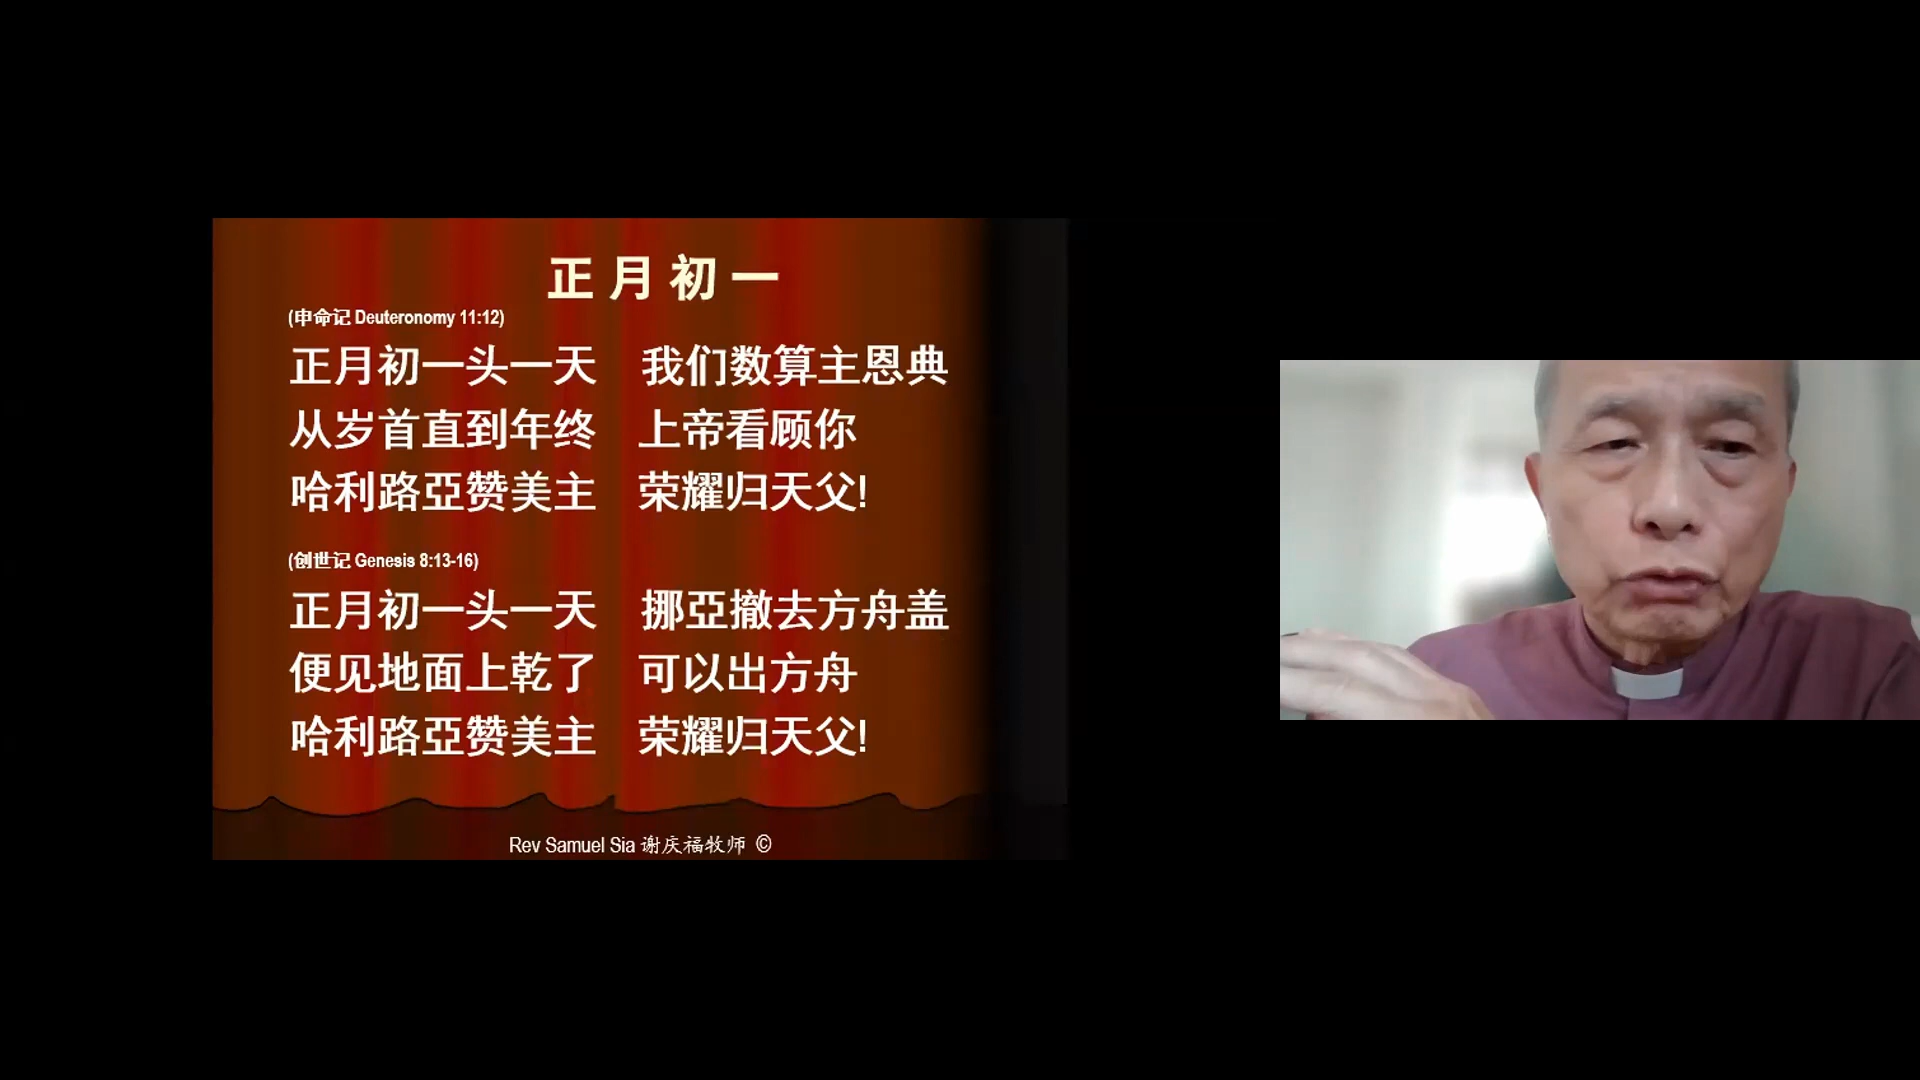 正月初一
(申命记 Deuteronomy 11:12)
正月初一头一天 我们数算主恩典
从岁首直到年终 上帝看顾你
哈利路亞赞美主 荣耀归天父!
(创世记 Genesis 8:13-16)
正月初一头一天 挪亞撤去方舟盖
便见地面上乾了 可以出方舟
哈利路亞赞美主 荣耀归天父!
Rev Samuel Sia 谢庆福牧师 ©